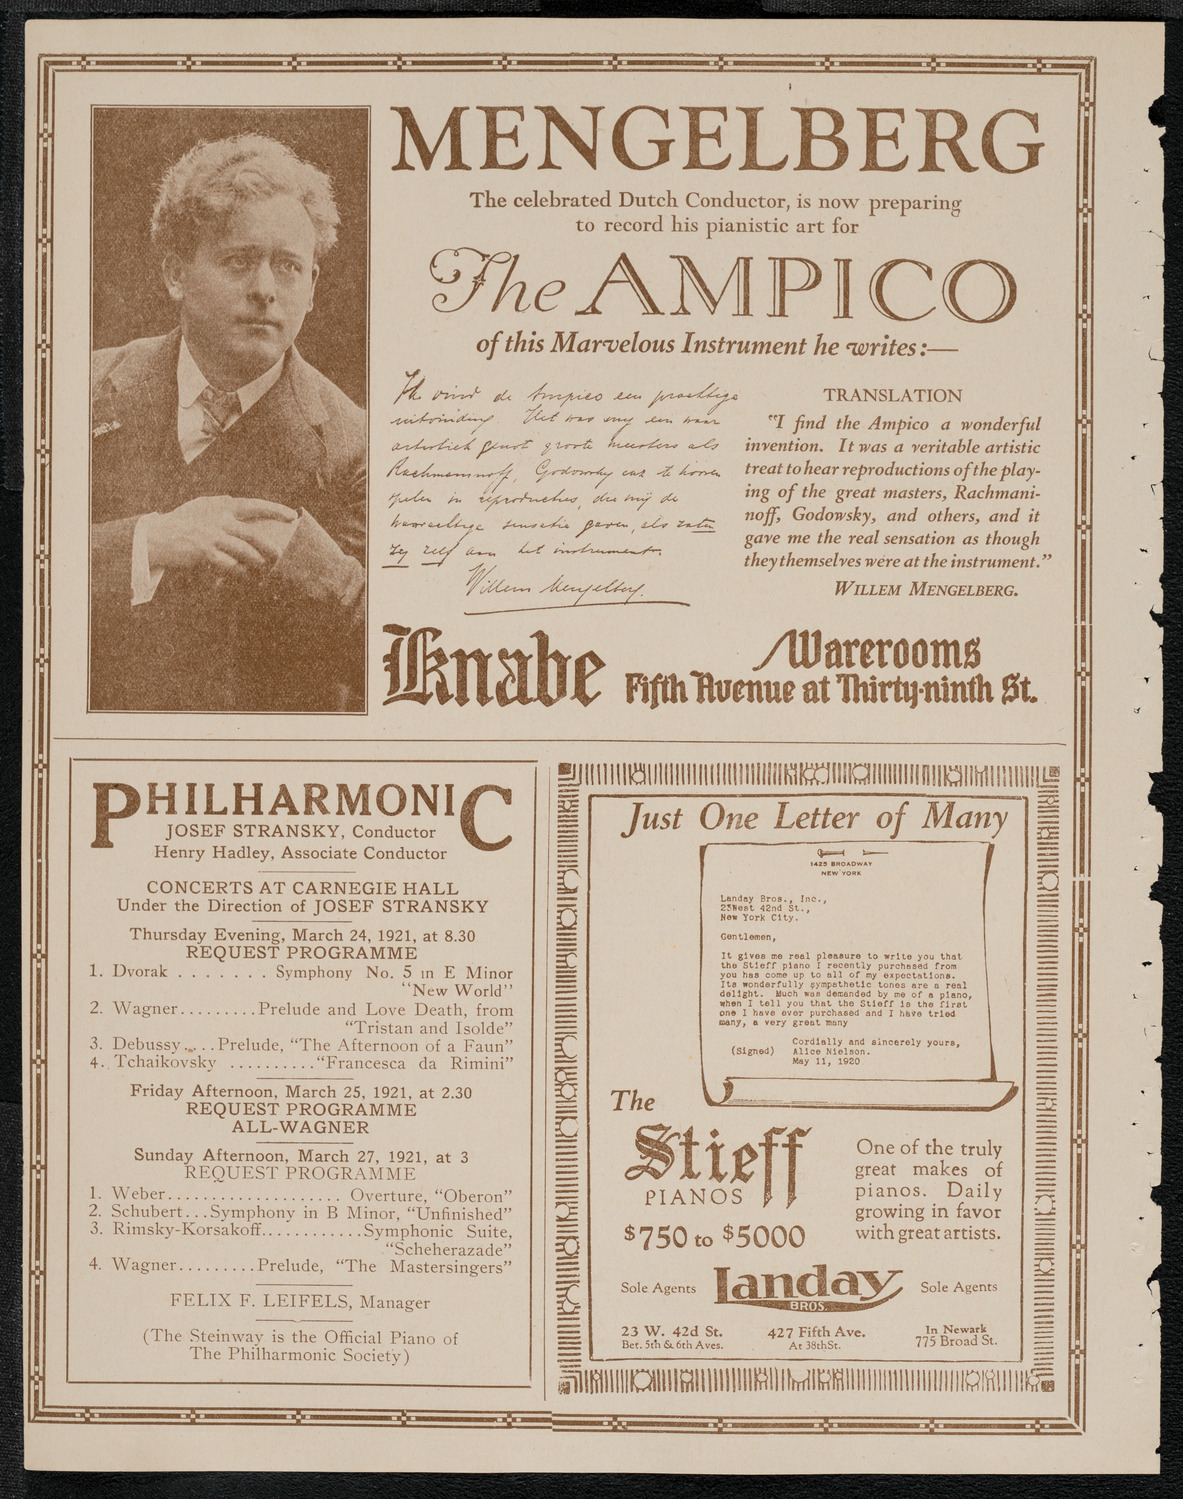 MENGELBERG
The celebrated Dutch Conductor, is now preparing
to record his pianistic art for
The AMPICO
of this Marvelous Instrument he writes:—
Ik vind de Ampico een prachtige
uitvinding. Het was my een waar
artistiek genot groote meesters als
Rachmaninoff, Godowsky enz te hooren
spelen in reproducties, die mij de
sensatie gaven, als zaten
zij zelf aan het instrument.
Willem Mengelberg.
TRANSLATION
"I find the Ampico a wonderful
invention. It was a veritable artistic
treat to hear reproductions of the play-
ing of the great masters, Rachmani-
noff, Godowsky, and others, and it
gave me the real sensation as though
they themselves were at the instrument."
WILLEM MENGELBERG.
Knabe
Warerooms
Fifth Avenue at Thirty-ninth St.
PHILHARMONIC
JOSEF STRANSKY, Conductor
Henry Hadley, Associate Conductor
CONCERTS AT CARNEGIE HALL
Under the Direction of JOSEF STRANSKY
Thursday Evening, March 24, 1921, at 8.30
REQUEST PROGRAMME
1. Dvorak . . . . . . . Symphony No. 5 in E Minor
"New World"
2. Wagner.........Prelude and Love Death, from
"Tristan and Isolde"
3. Debussy.....Prelude, "The Afternoon of a Faun"
4. Tchaikovsky .........."Francesca da Rimini"
Friday Afternoon, March 25, 1921, at 2.30
REQUEST PROGRAMME
ALL-WAGNER
Sunday Afternoon, March 27, 1921, at 3
REQUEST PROGRAMME
1. Weber................... Overture, "Oberon"
2. Schubert...Symphony in B Minor, "Unfinished"
3. Rimsky-Korsakoff...........Symphonic Suite,
"Scheherazade"
4. Wagner.........Prelude, "The Mastersingers"
FELIX F. LEIFELS, Manager
(The Steinway is the Official Piano of
The Philharmonic Society)
Just One Letter of Many
1425 BROADWAY
NEW YORK
Landay Bros., Inc.,
23West 42nd St.,
New York City.
Gentlemen,
It gives me real pleasure to write you that
the Stieff piano I recently purchased from
you has come up to all of my expectations.
Its wonderfully sympathetic tones are a real
delight. Much was demanded by me of a piano,
when I tell you that the Stieff is the first
one I have ever purchased and I have tried
many, a very great many
Cordially and sincerely yours,
(Signed) Alice Nielson.
May 11, 1920
The
Stieff
PIANOS
$750 to $5000
One of the truly
great makes of
pianos. Daily
growing in favor
with great artists.
Sole Agents Landay Sole Agents
BROS.
23 W. 42d St.
Bet. 5th & 6th Aves.
427 Fifth Ave.
At 38th St.
In Newark
775 Broad St.